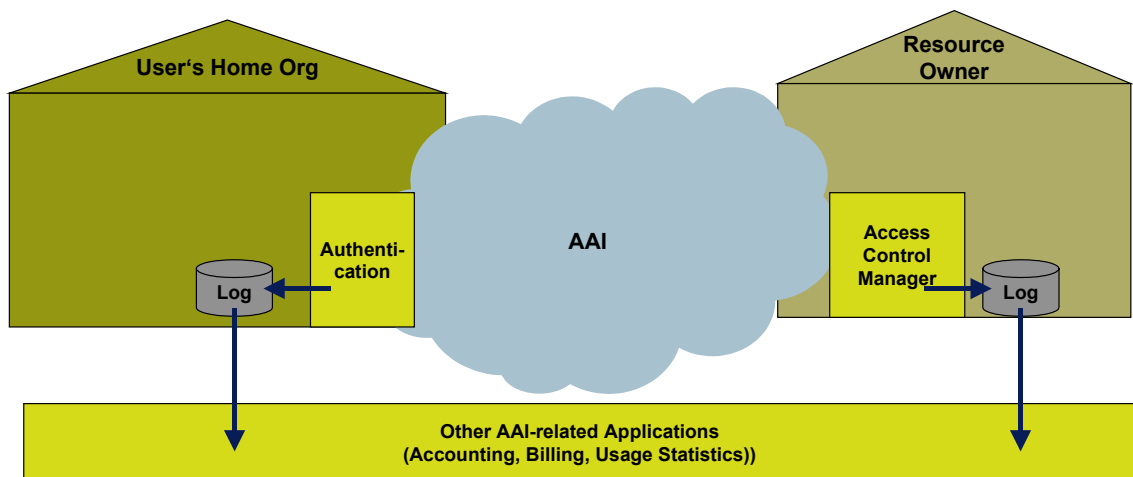 User‘s Home Org
Resource
Owner
AAI
Authenti-
cation
Access
Control
Manager
Log
Log
Other AAI-related Applications
(Accounting, Billing, Usage Statistics))